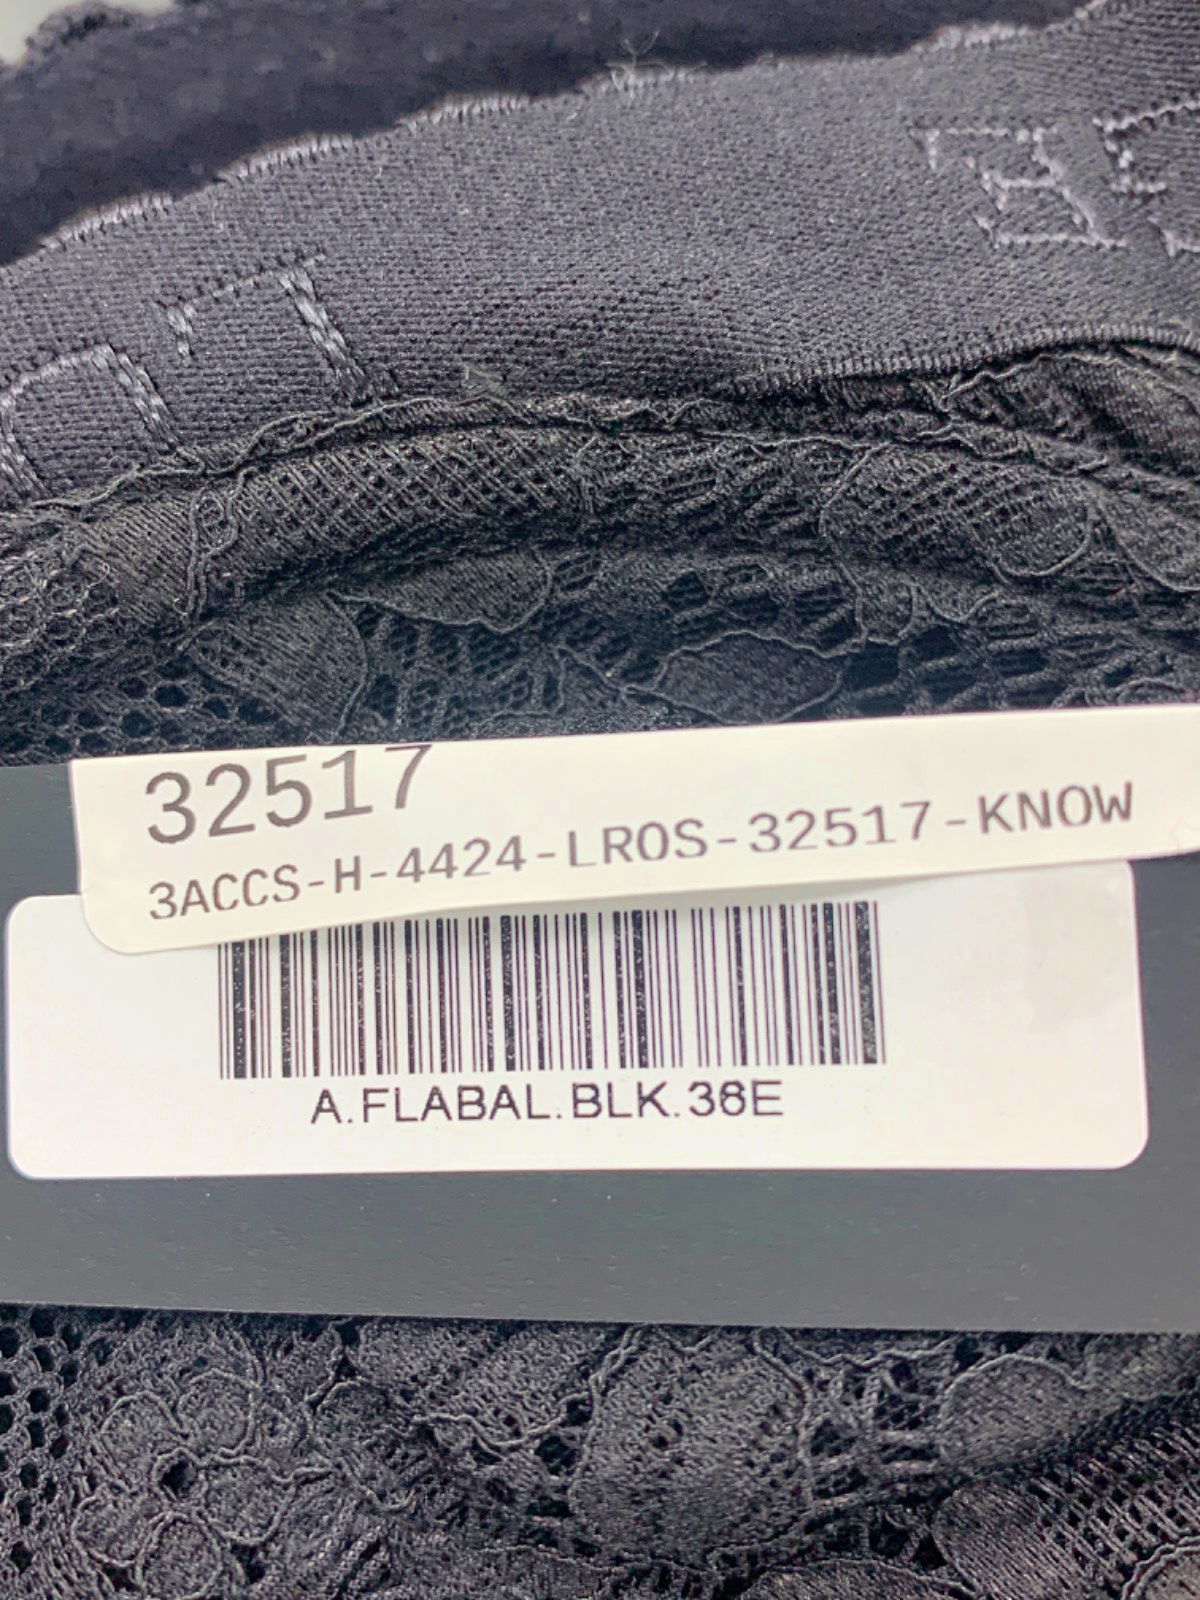 32517
3ACCS-H-4424-LROS-32517-KNOW
A.FLABAL.BLK.36E